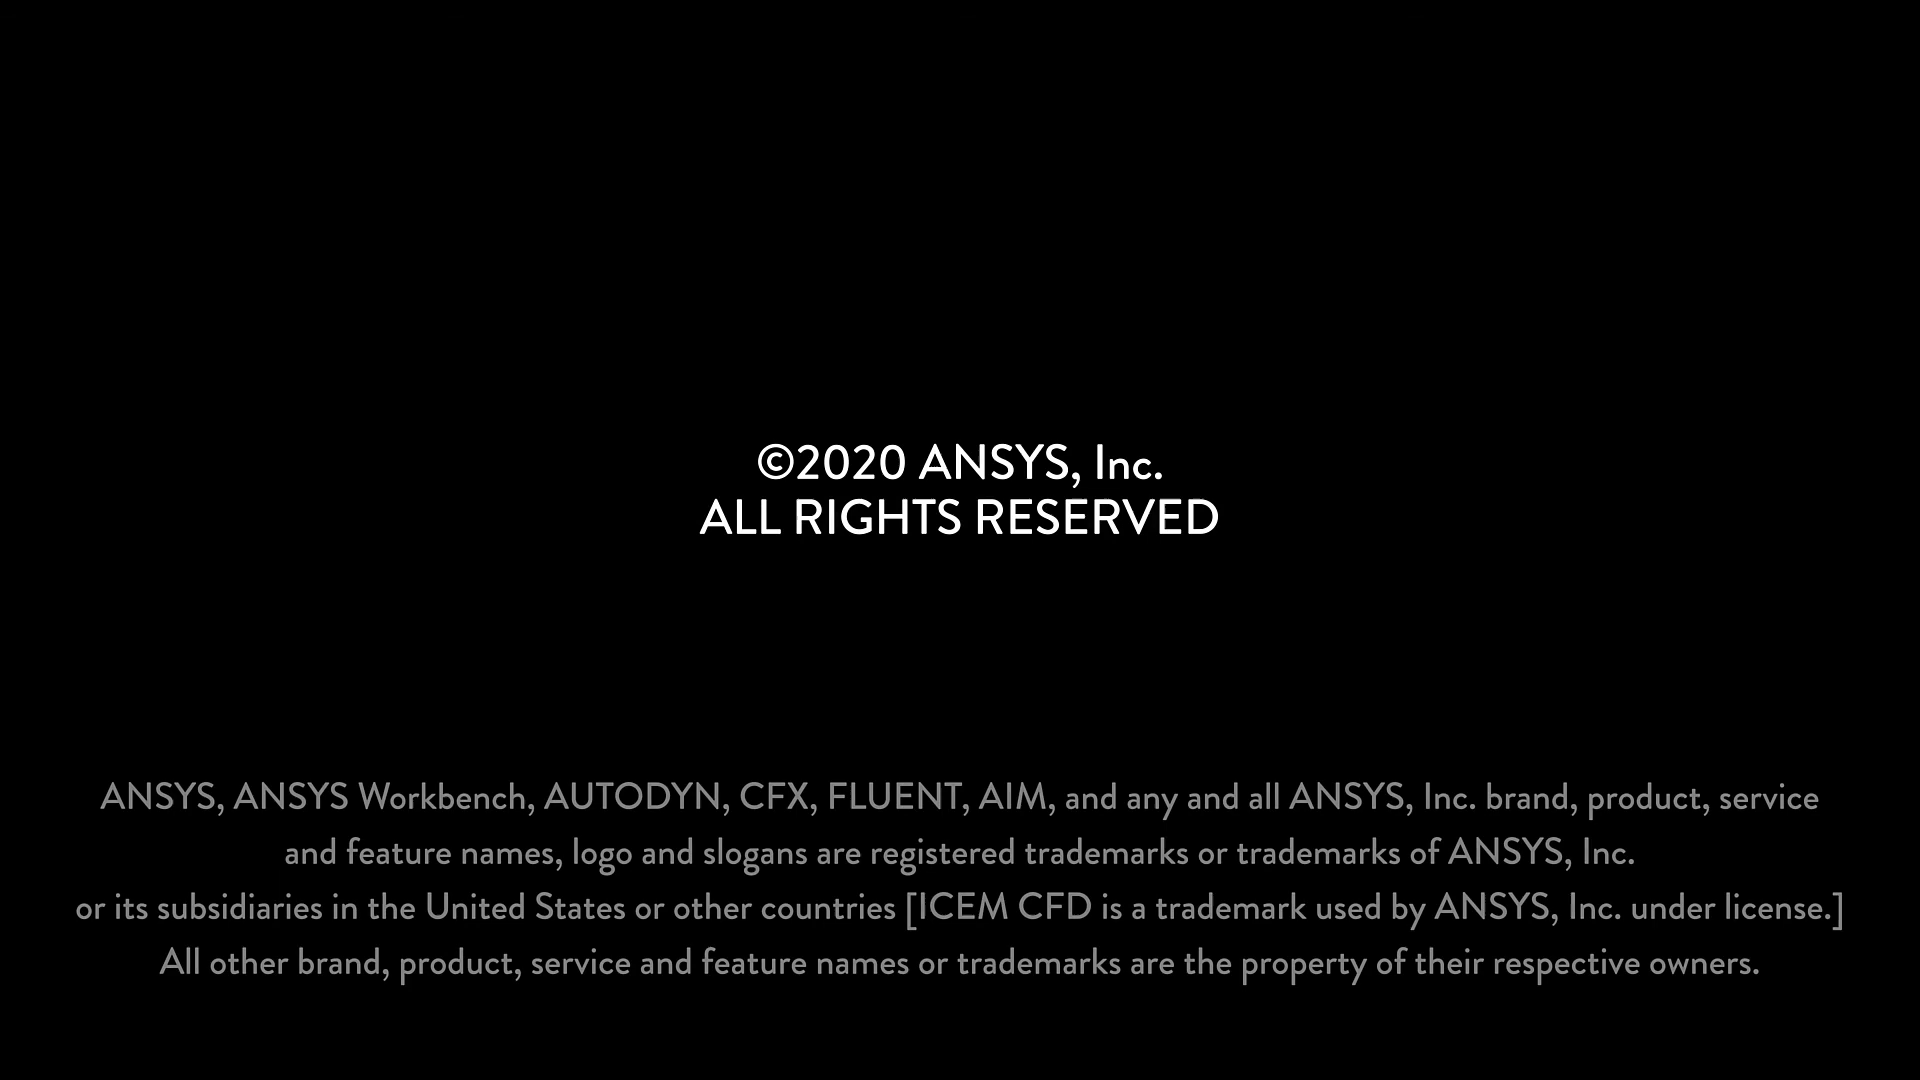 ©2020 ANSYS, Inc.
ALL RIGHTS RESERVED
ANSYS, ANSYS Workbench, AUTODYN, CFX, FLUENT, AIM, and any and all ANSYS, Inc. brand, product, service
and feature names, logo and slogans are registered trademarks or trademarks of ANSYS, Inc.
or its subsidiaries in the United States or other countries [ICEM CFD is a trademark used by ANSYS, Inc. under license.]
All other brand, product, service and feature names or trademarks are the property of their respective owners.